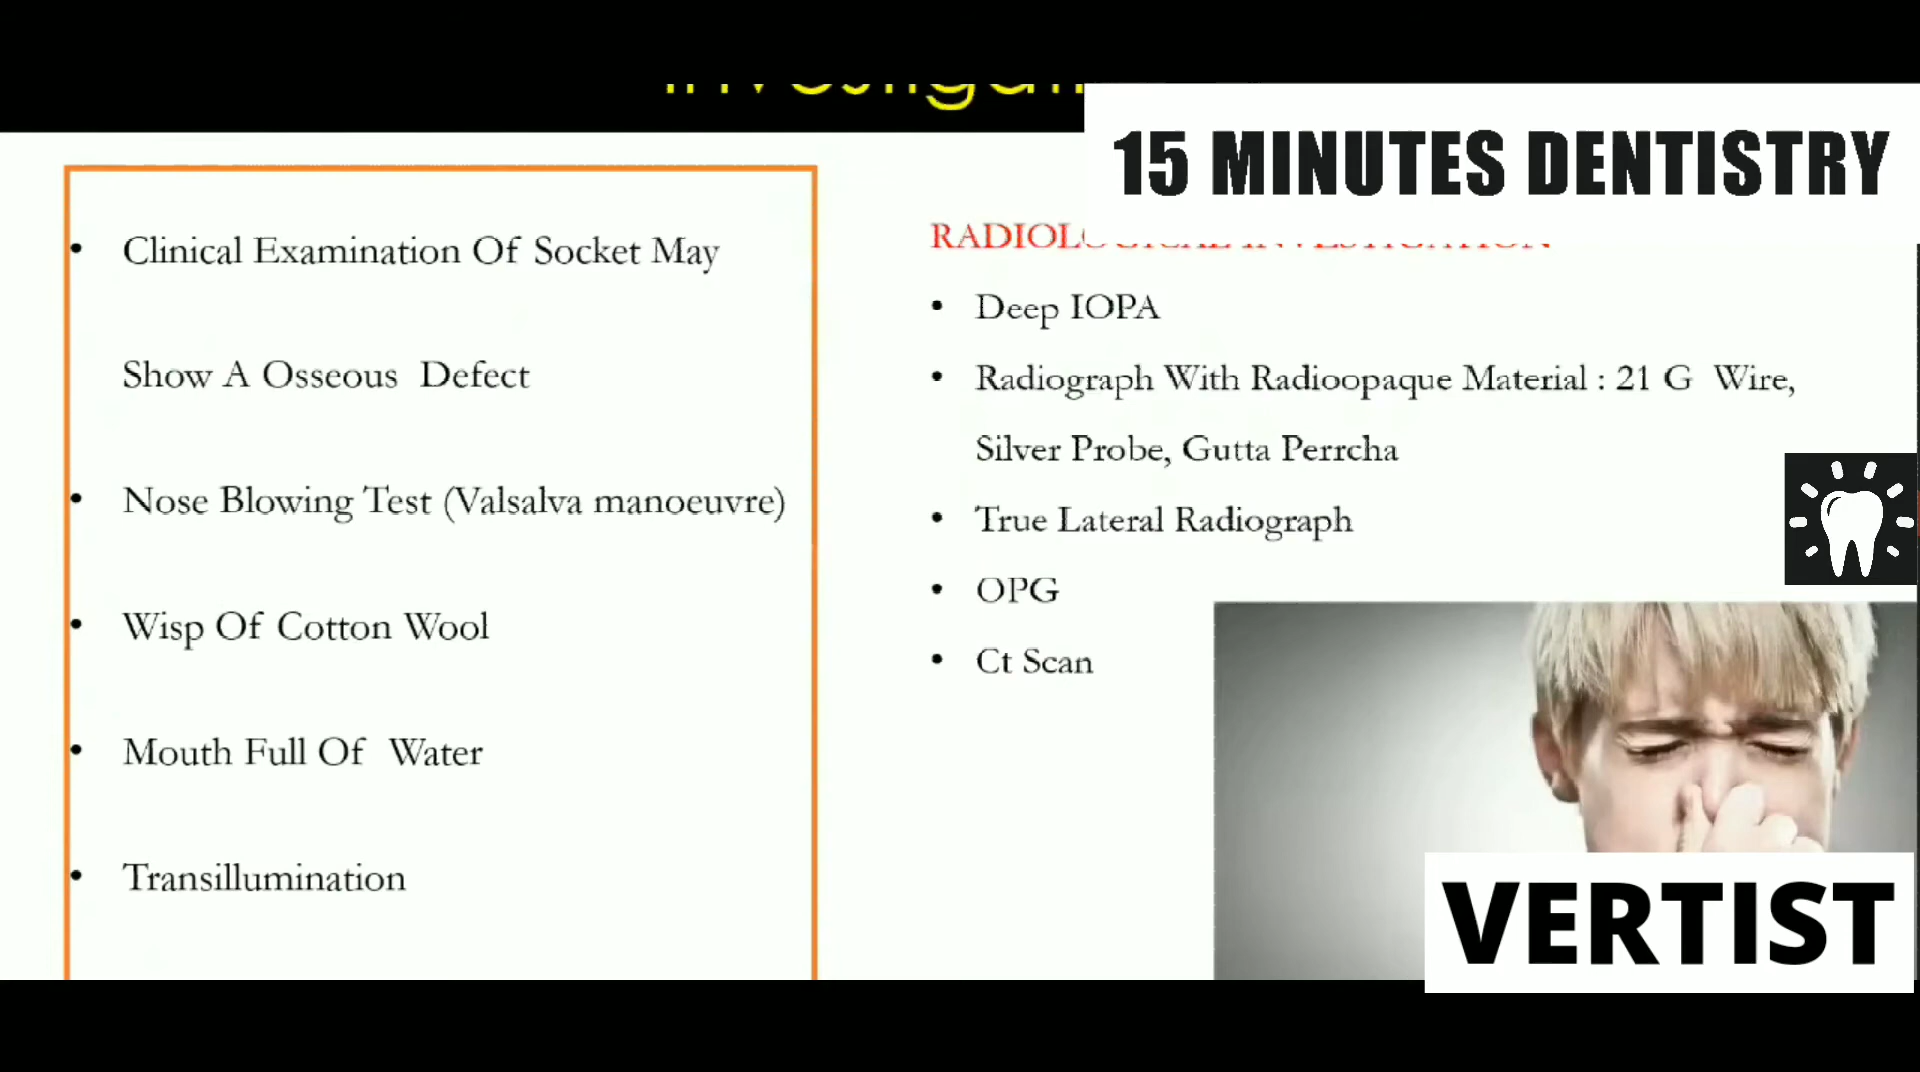 15 MINUTES DENTISTRY
• Clinical Examination Of Socket May
Show A Osseous Defect
• Nose Blowing Test (Valsalva manoeuvre)
• Wisp Of Cotton Wool
• Mouth Full Of Water
• Transillumination
RADIOLOGICAL INVESTIGATION
• Deep IOPA
• Radiograph With Radioopaque Material : 21 G Wire,
Silver Probe, Gutta Perrcha
• True Lateral Radiograph
• OPG
• Ct Scan
VERTIST